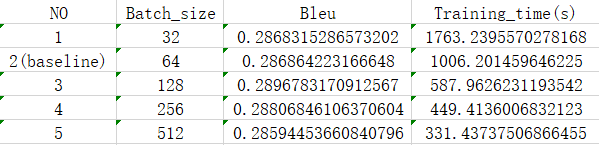 NO Batch_size Bleu Training_time(s)
1 32 0.2868315286573202 1763.2395570278168
2(baseline) 64 0.286864223166648 1006.201459646225
3 128 0.2896783170912567 587.9626231193542
4 256 0.28806846106370604 449.4136006832123
5 512 0.28594453660840796 331.43737506866455